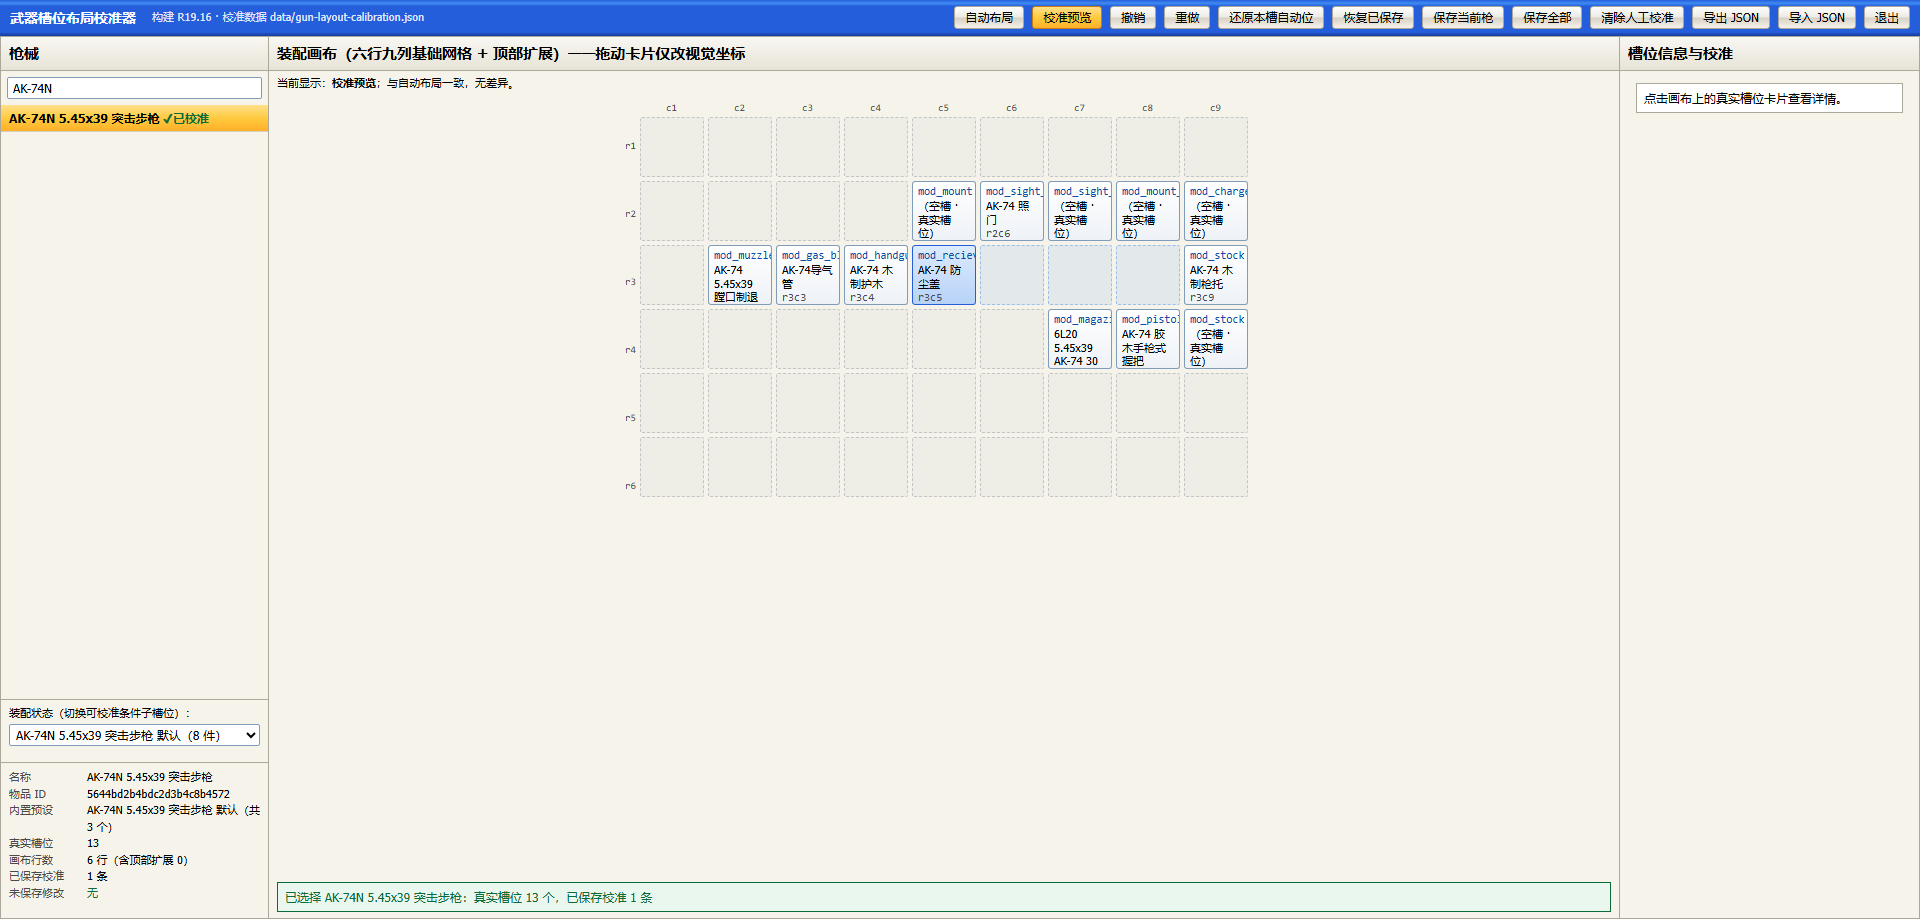 武器槽位布局校准器
构建 R19.16 · 校准数据 data/gun-layout-calibration.json
自动布局
校准预览
撤销
重做
还原本槽自动位
恢复已保存
保存当前枪
保存全部
清除人工校准
导出 JSON
导入 JSON
退出
枪械
AK-74N
AK-74N 5.45x39 突击步枪 ✓已校准
装配画布（六行九列基础网格 + 顶部扩展）——拖动卡片仅改视觉坐标
当前显示：校准预览；与自动布局一致，无差异。
c1 c2 c3 c4 c5 c6 c7 c8 c9
r1
r2
mod_mount
（空槽 ·
真实槽
位）
mod_sight_
AK-74 照
门
r2c6
mod_sight_
（空槽 ·
真实槽
位）
mod_mount_
（空槽 ·
真实槽
位）
mod_charge
（空槽 ·
真实槽
位）
r3
mod_muzzle
AK-74
5.45x39
膛口制退
mod_gas_bl
AK-74导气
管
r3c3
mod_handgu
AK-74 木
制护木
r3c4
mod_reciev
AK-74 防
尘盖
r3c5
mod_stock
AK-74 木
制枪托
r3c9
r4
mod_magazi
6L20
5.45x39
AK-74 30
mod_pistol
AK-74 胶
木手枪式
握把
mod_stock
（空槽 ·
真实槽
位）
r5
r6
槽位信息与校准
点击画布上的真实槽位卡片查看详情。
装配状态（切换可校准条件子槽位）：
AK-74N 5.45x39 突击步枪 默认（8 件）
名称 AK-74N 5.45x39 突击步枪
物品 ID 5644bd2b4bdc2d3b4c8b4572
内置预设 AK-74N 5.45x39 突击步枪 默认（共
3 个）
真实槽位 13
画布行数 6 行（含顶部扩展 0）
已保存校准 1 条
未保存修改 无
已选择 AK-74N 5.45x39 突击步枪：真实槽位 13 个，已保存校准 1 条